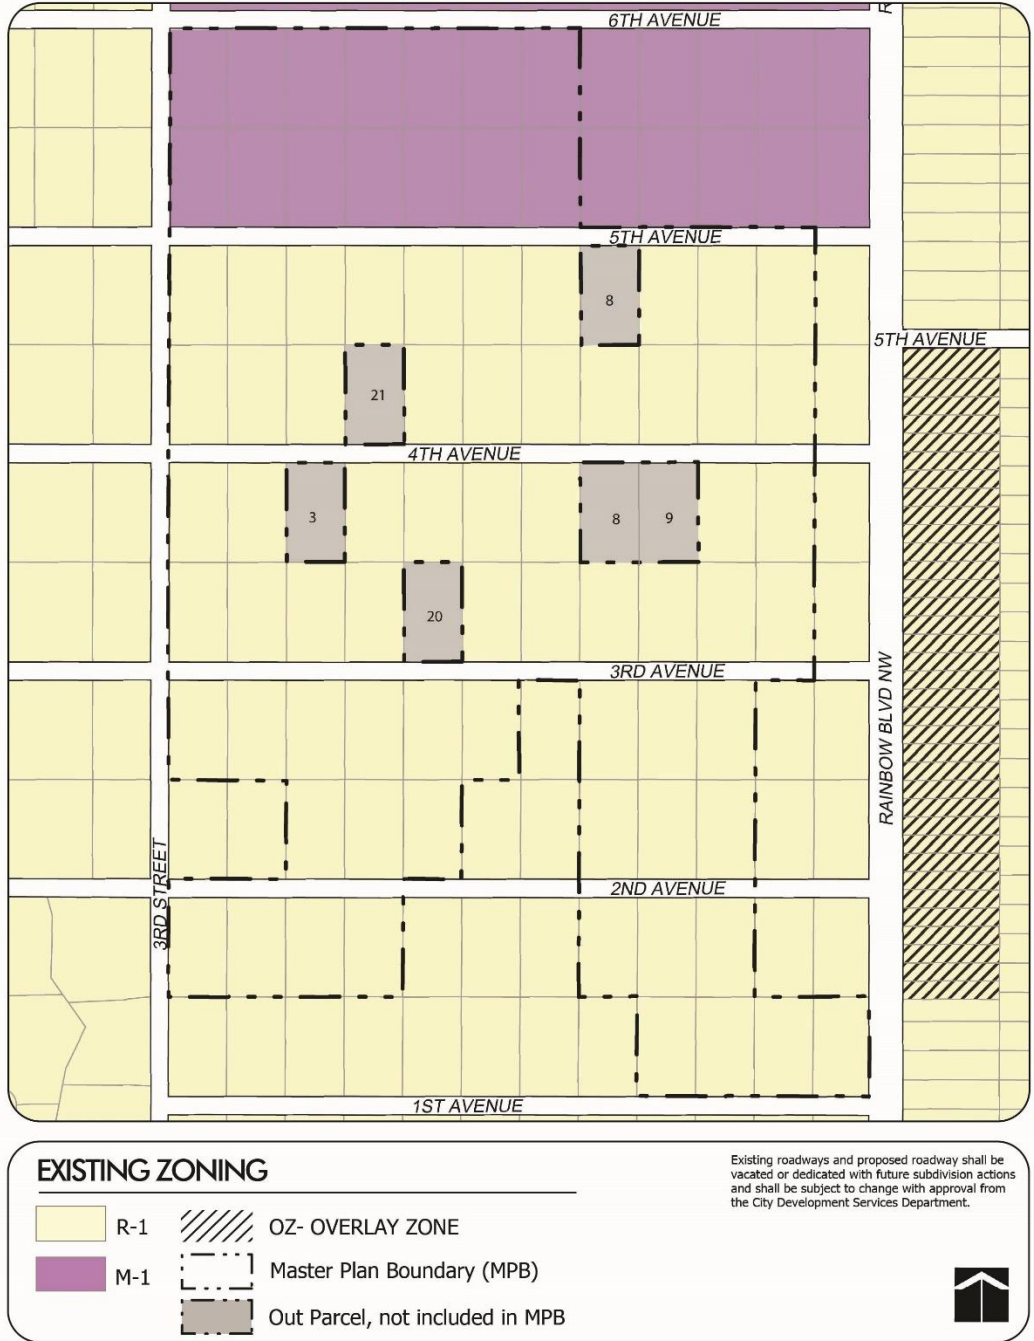 6TH AVENUE
R
5TH AVENUE
8
5TH AVENUE
21
4TH AVENUE
3
8
9
20
3RD AVENUE
RAINBOW BLVD NW
3RD STREET
2ND AVENUE
1ST AVENUE
EXISTING ZONING
R-1
OZ- OVERLAY ZONE
M-1
Master Plan Boundary (MPB)
Out Parcel, not included in MPB
Existing roadways and proposed roadway shall be
vacated or dedicated with future subdivision actions
and shall be subject to change with approval from
the City Development Services Department.